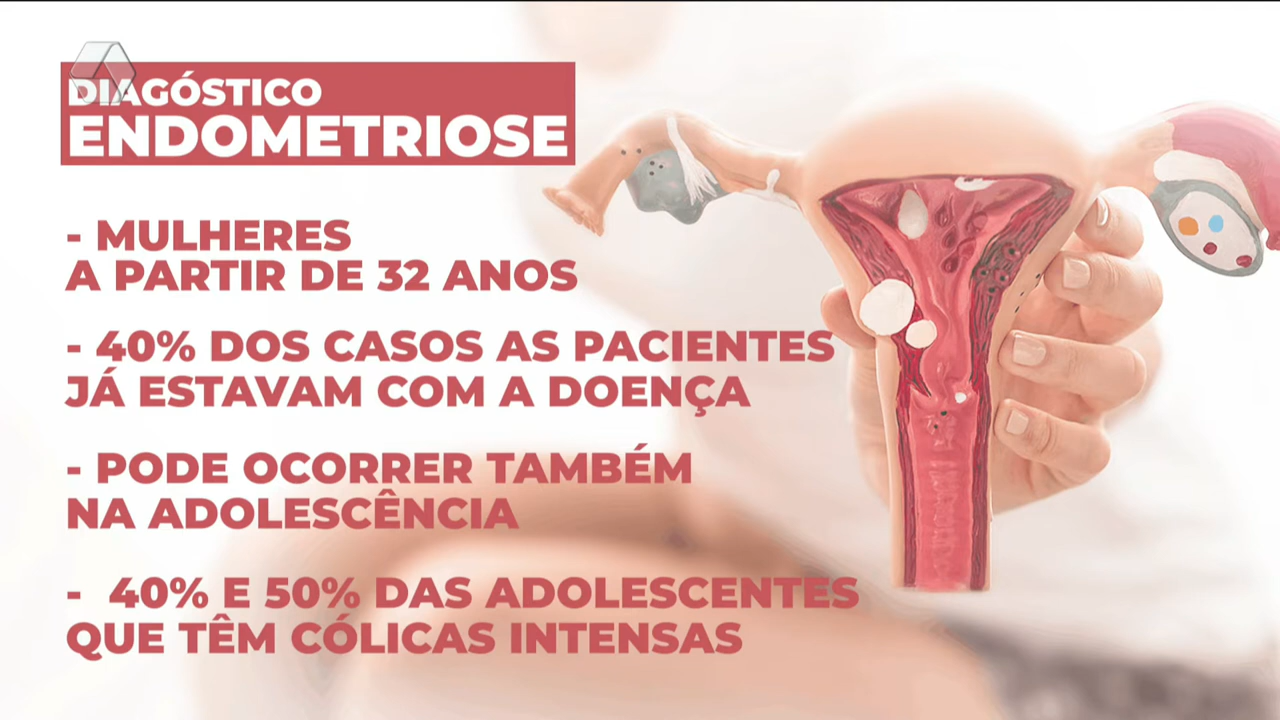 DIAGÓSTICO
ENDOMETRIOSE
- MULHERES
A PARTIR DE 32 ANOS
- 40% DOS CASOS AS PACIENTES
JÁ ESTAVAM COM A DOENÇA
- PODE OCORRER TAMBÉM
NA ADOLESCÊNCIA
- 40% E 50% DAS ADOLESCENTES
QUE TÊM CÓLICAS INTENSAS